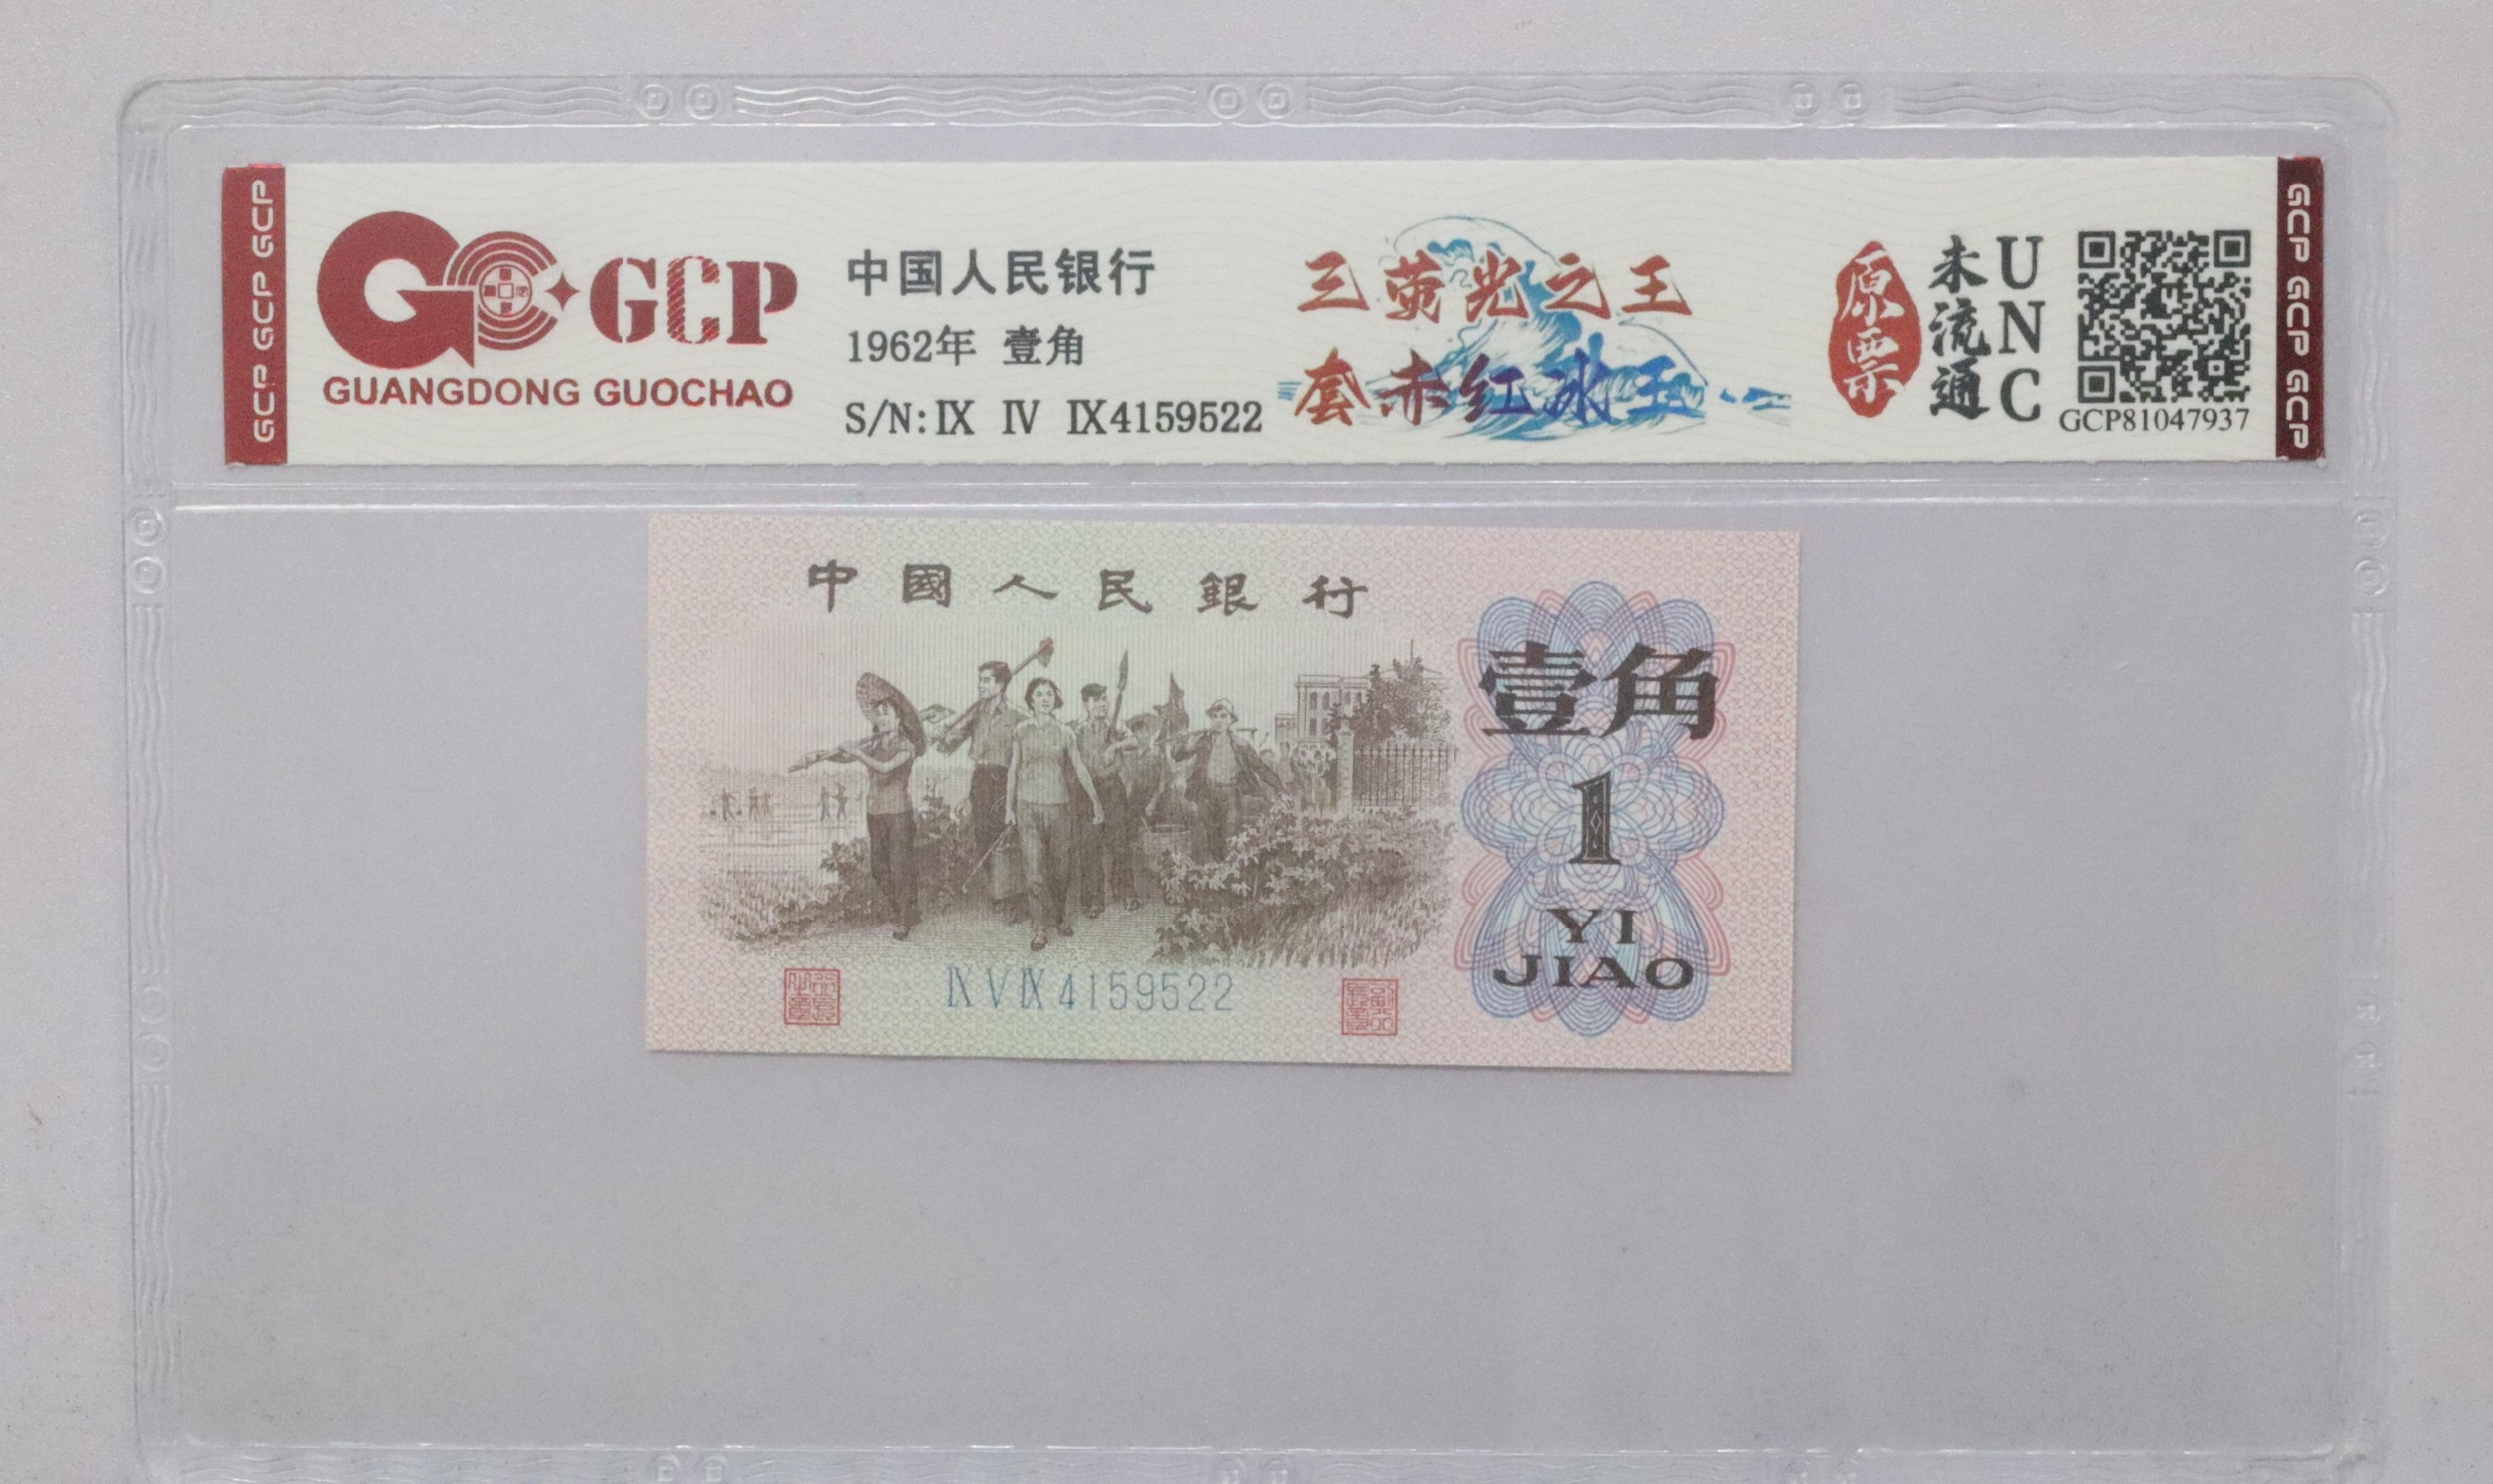 GCP GCP GCP
GCP
GUANGDONG GUOCHAO
中国人民银行
1962年 壹角
S/N:Ⅸ Ⅳ Ⅸ4159522
三 萤 光 之 王
套 赤 红 冰 玉
原票
未流通
UNC
GCP81047937
GCP GCP GCP
中 國 人 民 銀 行
壹角
1
YI
JIAO
Ⅸ Ⅴ Ⅸ 4159522